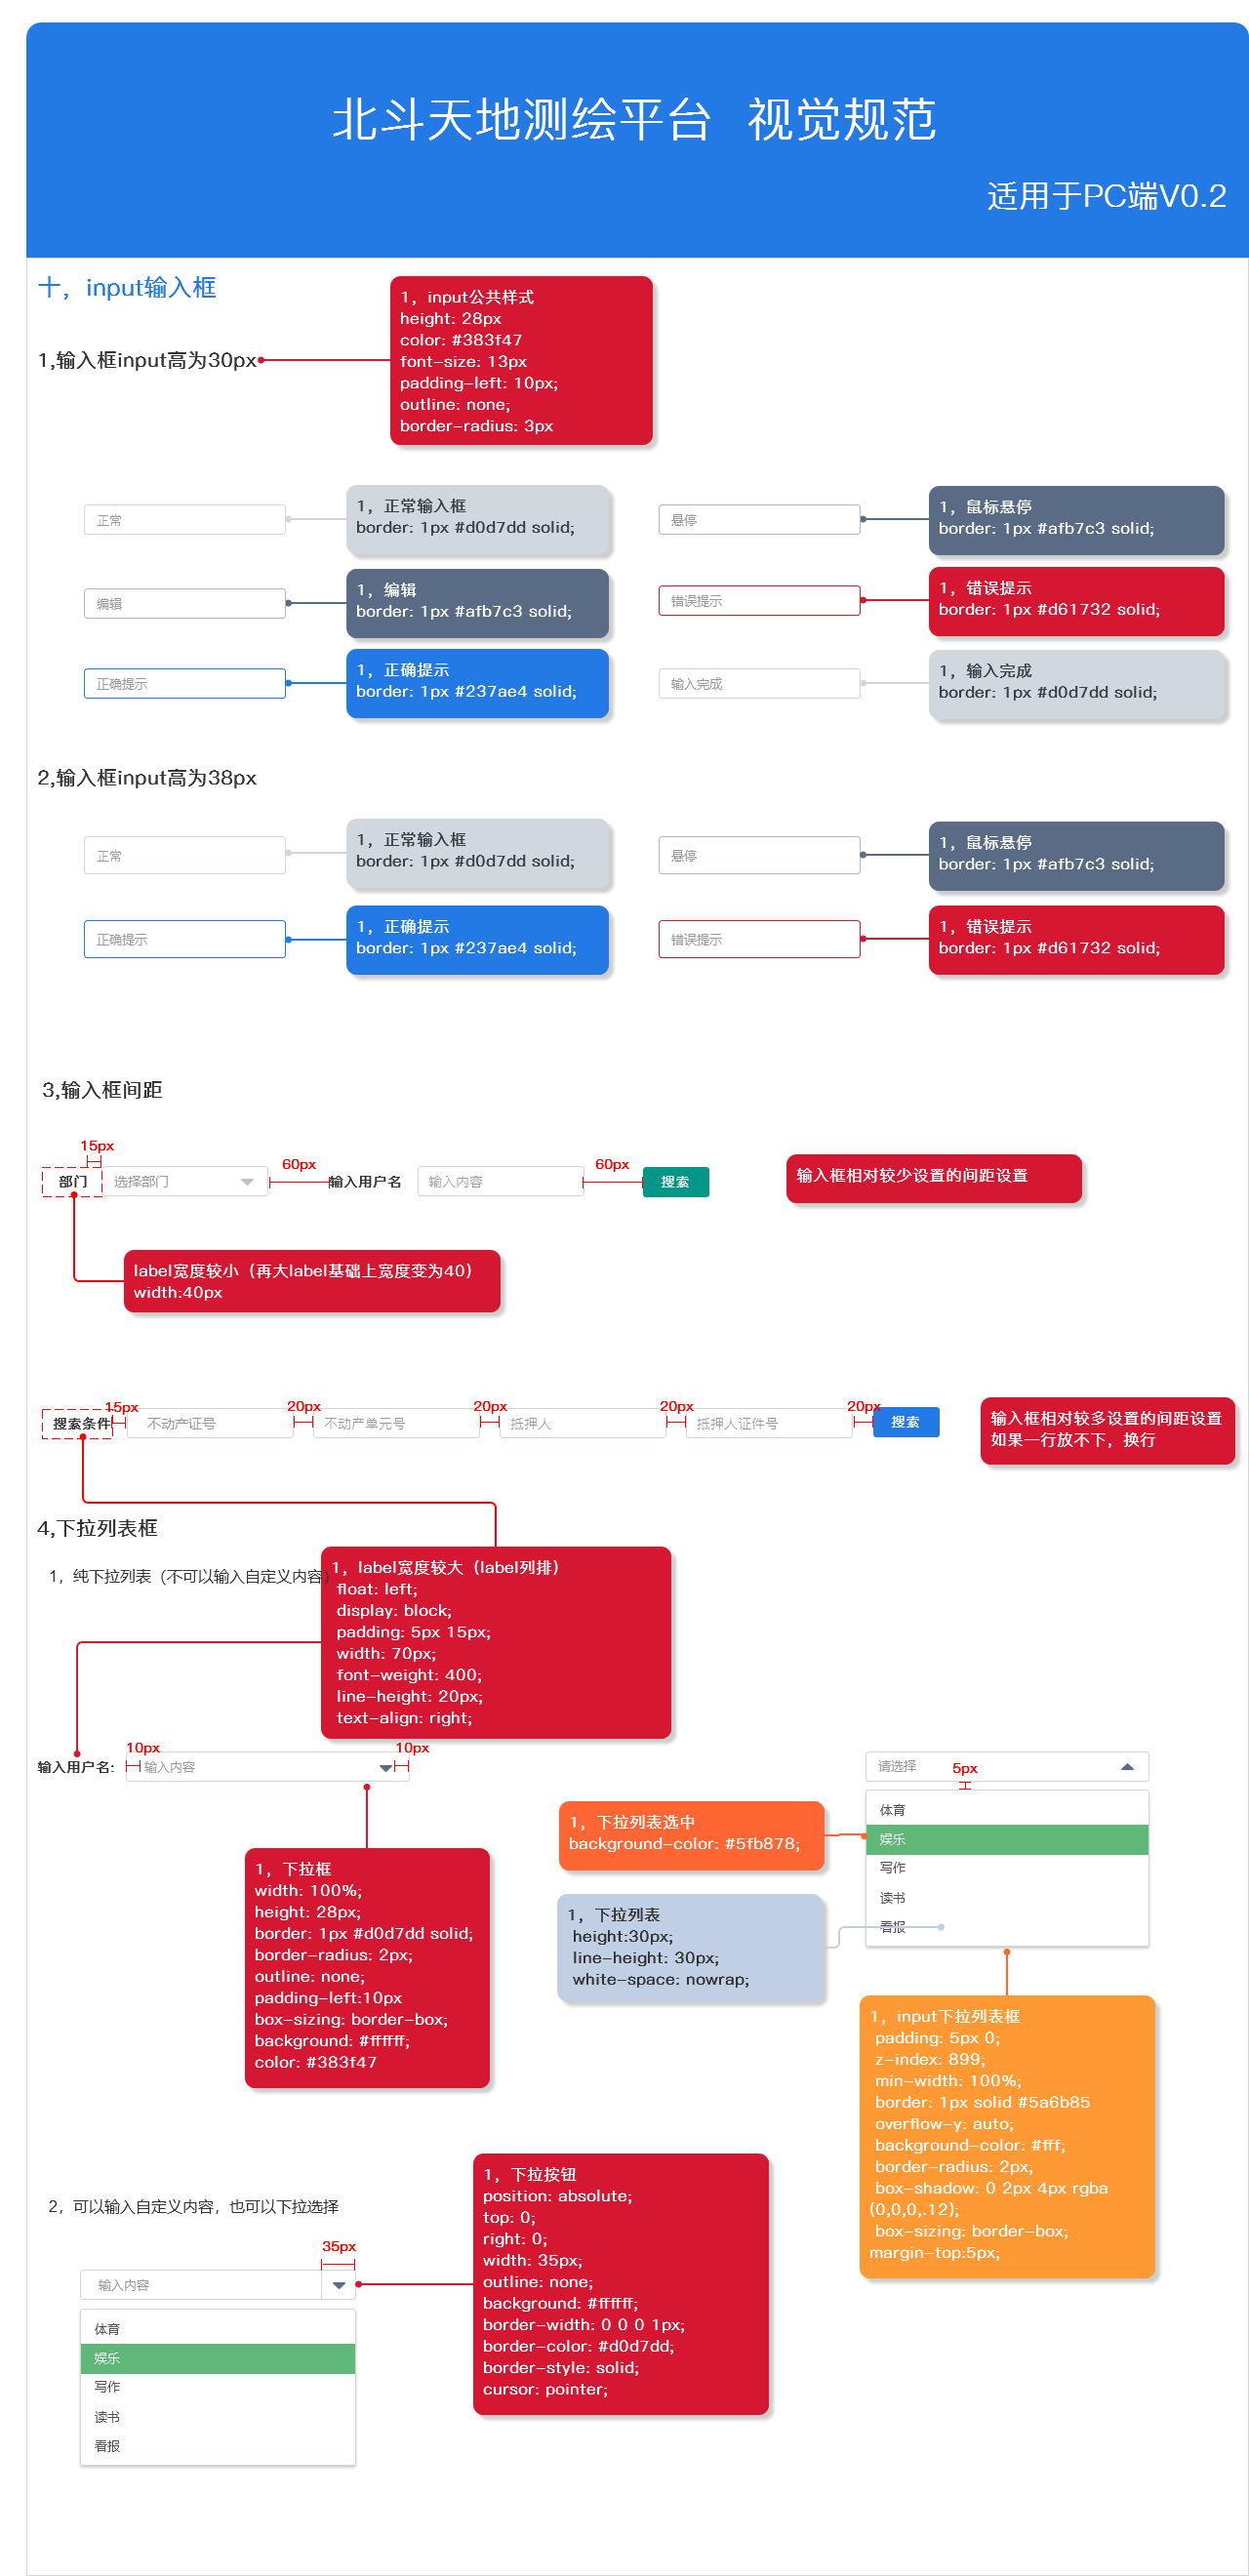 北斗天地测绘平台 视觉规范
适用于PC端V0.2
十，input输入框
1,输入框input高为30px
1，input公共样式
height: 28px
color: #383f47
font-size: 13px
padding-left: 10px;
outline: none;
border-radius: 3px
正常
1，正常输入框
border: 1px #d0d7dd solid;
悬停
1，鼠标悬停
border: 1px #afb7c3 solid;
编辑
1，编辑
border: 1px #afb7c3 solid;
错误提示
1，错误提示
border: 1px #d61732 solid;
正确提示
1，正确提示
border: 1px #237ae4 solid;
输入完成
1，输入完成
border: 1px #d0d7dd solid;
2,输入框input高为38px
正常
1，正常输入框
border: 1px #d0d7dd solid;
悬停
1，鼠标悬停
border: 1px #afb7c3 solid;
正确提示
1，正确提示
border: 1px #237ae4 solid;
错误提示
1，错误提示
border: 1px #d61732 solid;
3,输入框间距
15px
部门
选择部门
60px
输入用户名
输入内容
60px
搜索
输入框相对较少设置的间距设置
label宽度较小（再大label基础上宽度变为40）
width:40px
搜索条件
15px
不动产证号
20px
不动产单元号
20px
抵押人
20px
抵押人证件号
20px
搜索
输入框相对较多设置的间距设置
如果一行放不下，换行
4,下拉列表框
1，纯下拉列表（不可以输入自定义内容）
1，label宽度较大（label列排）
float: left;
display: block;
padding: 5px 15px;
width: 70px;
font-weight: 400;
line-height: 20px;
text-align: right;
输入用户名:
10px
输入内容
10px
1，下拉框
width: 100%;
height: 28px;
border: 1px #d0d7dd solid;
border-radius: 2px;
outline: none;
padding-left:10px
box-sizing: border-box;
background: #ffffff;
color: #383f47
请选择
5px
体育
娱乐
写作
读书
看报
1，下拉列表选中
background-color: #5fb878;
1，下拉列表
height:30px;
line-height: 30px;
white-space: nowrap;
1，input下拉列表框
padding: 5px 0;
z-index: 899;
min-width: 100%;
border: 1px solid #5a6b85
overflow-y: auto;
background-color: #fff;
border-radius: 2px;
box-shadow: 0 2px 4px rgba
(0,0,0,.12);
box-sizing: border-box;
margin-top:5px;
2，可以输入自定义内容，也可以下拉选择
35px
输入内容
体育
娱乐
写作
读书
看报
1，下拉按钮
position: absolute;
top: 0;
right: 0;
width: 35px;
outline: none;
background: #ffffff;
border-width: 0 0 0 1px;
border-color: #d0d7dd;
border-style: solid;
cursor: pointer;